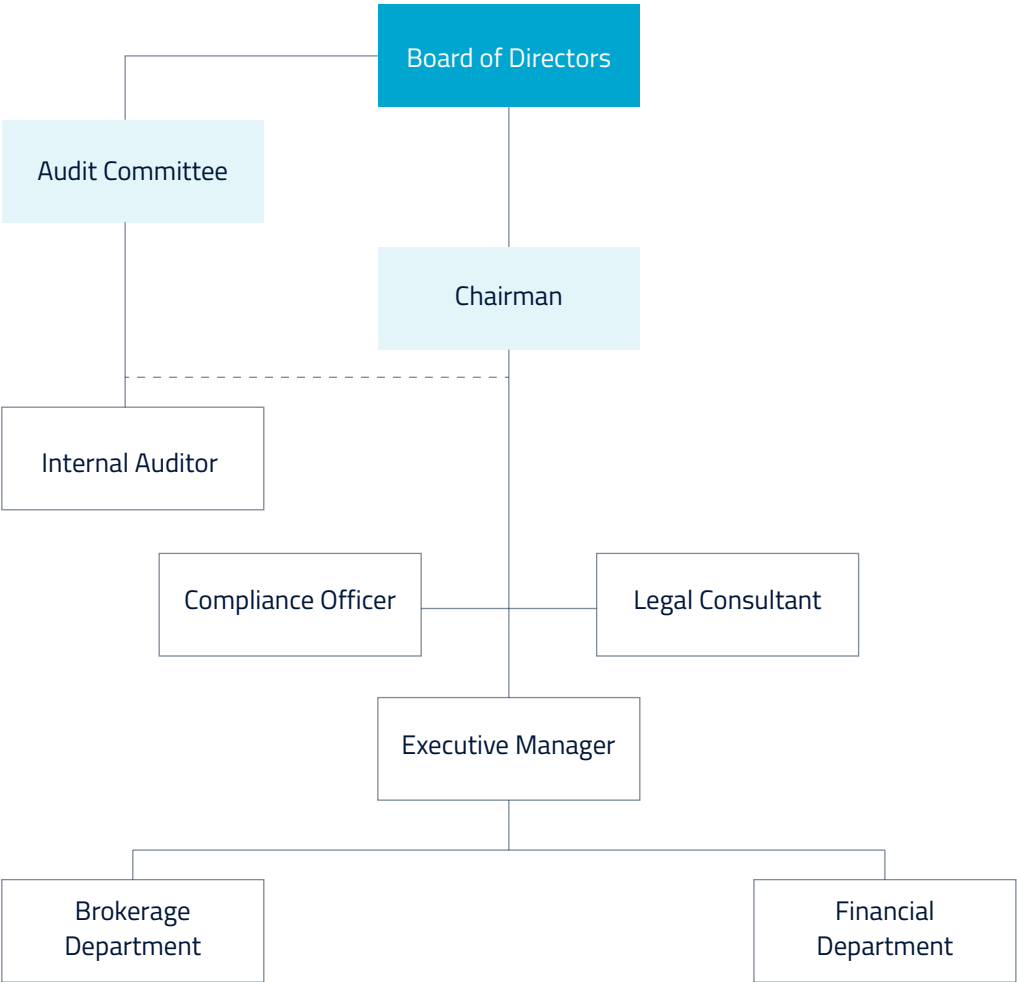 Board of Directors
Audit Committee
Chairman
Internal Auditor
Compliance Officer
Legal Consultant
Executive Manager
Brokerage
Department
Financial
Department